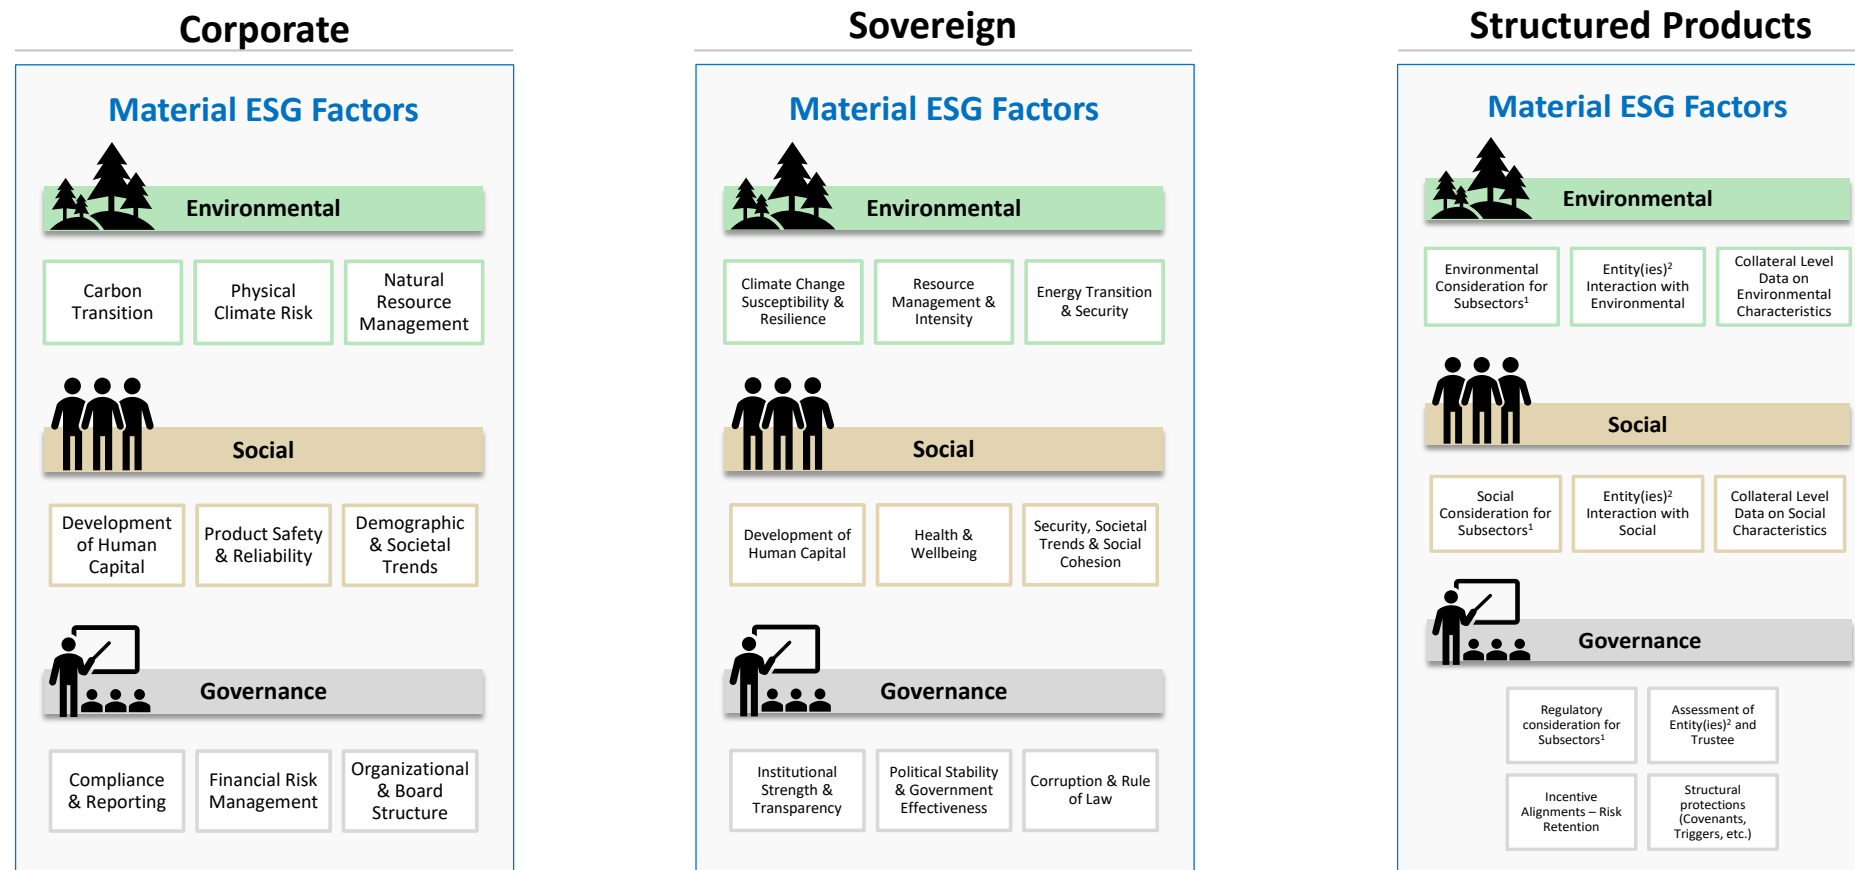 Corporate
Material ESG Factors
Environmental
Carbon
Transition
Physical
Climate Risk
Natural
Resource
Management
Social
Development
of Human
Capital
Product Safety
& Reliability
Demographic
& Societal
Trends
Governance
Compliance
& Reporting
Financial Risk
Management
Organizational
& Board
Structure
Sovereign
Material ESG Factors
Environmental
Climate Change
Susceptibility &
Resilience
Resource
Management &
Intensity
Energy Transition
& Security
Social
Development of
Human Capital
Health &
Wellbeing
Security, Societal
Trends & Social
Cohesion
Governance
Institutional
Strength &
Transparency
Political Stability
& Government
Effectiveness
Corruption & Rule
of Law
Structured Products
Material ESG Factors
Environmental
Environmental
Consideration for
Subsectors¹
Entity(ies)²
Interaction with
Environmental
Collateral Level
Data on
Environmental
Characteristics
Social
Social
Consideration for
Subsectors¹
Entity(ies)²
Interaction with
Social
Collateral Level
Data on Social
Characteristics
Governance
Regulatory
consideration for
Subsectors¹
Assessment of
Entity(ies)² and
Trustee
Incentive
Alignments – Risk
Retention
Structural
protections
(Covenants,
Triggers, etc.)